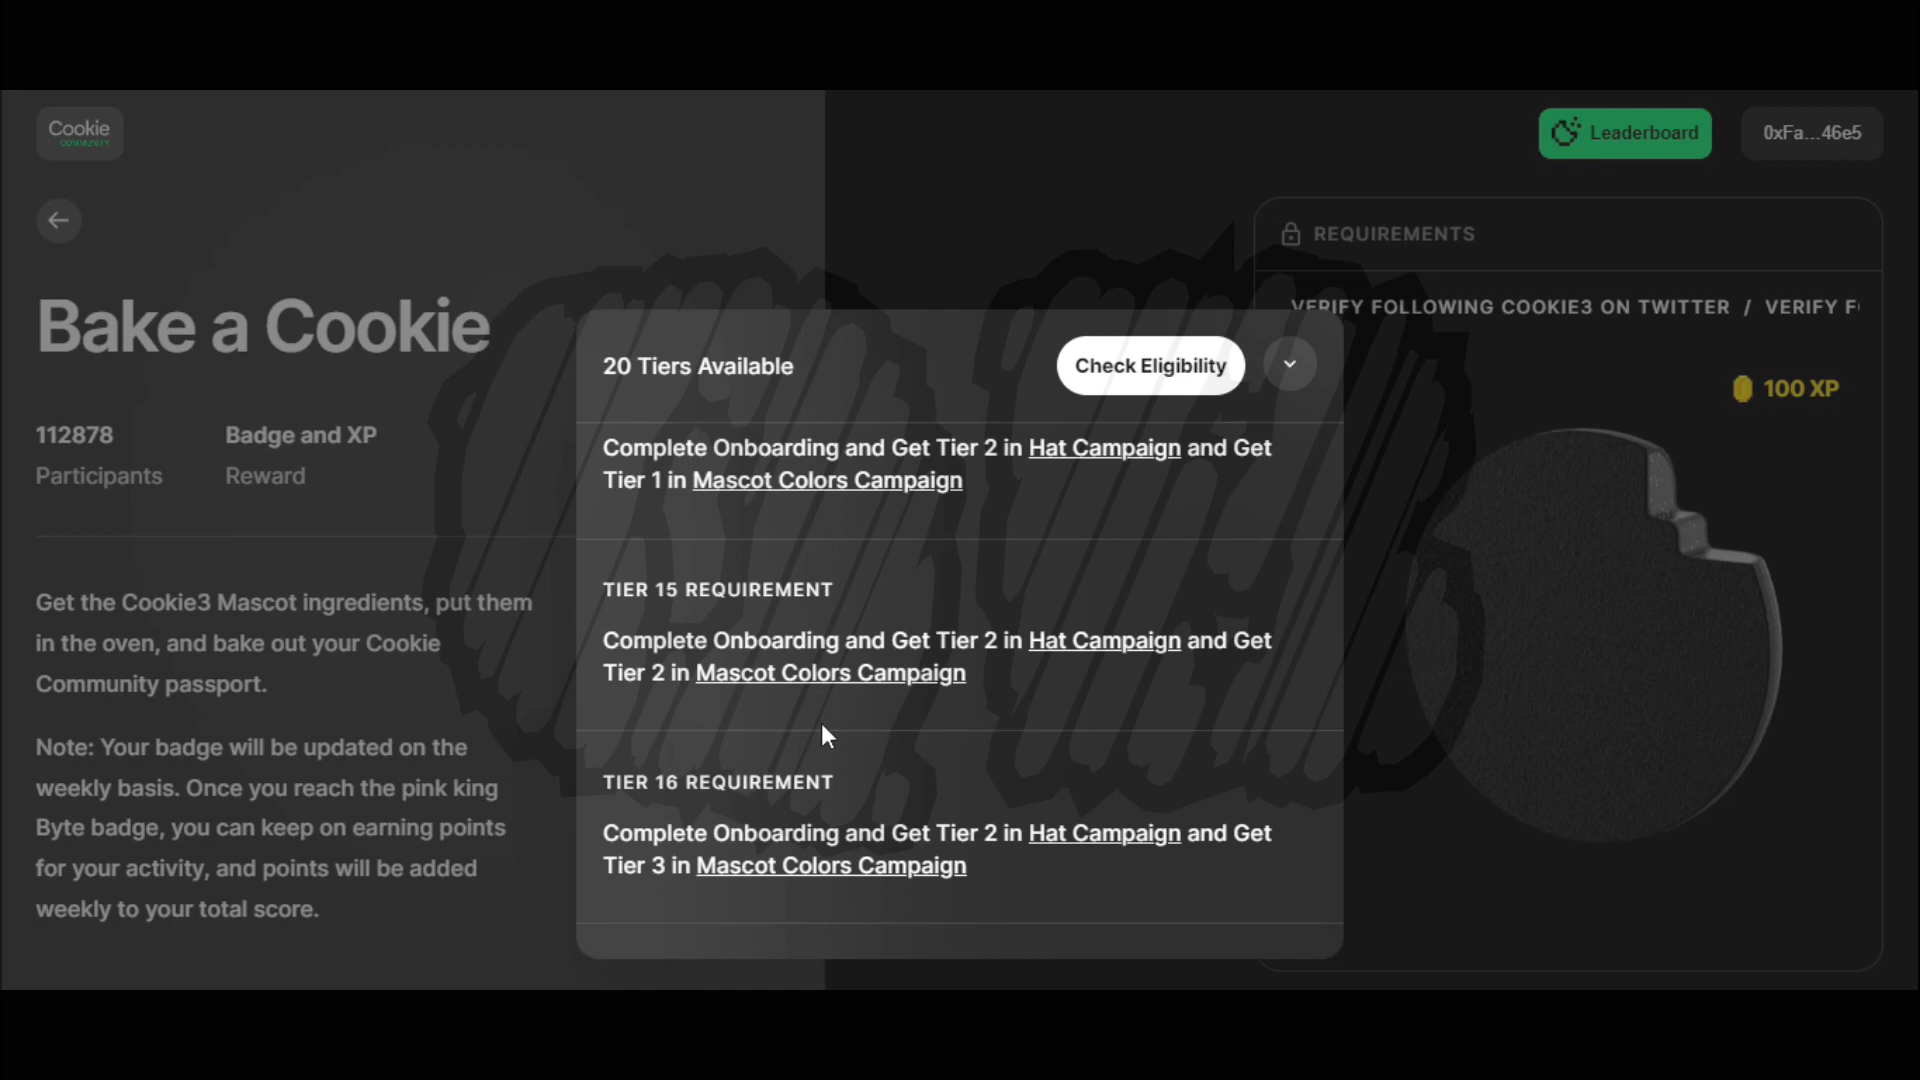 Cookie
COMMUNITY
Leaderboard
0xFa...46e5
REQUIREMENTS
VERIFY FOLLOWING COOKIE3 ON TWITTER / VERIFY F
100 XP
Bake a Cookie
112878
Participants
Badge and XP
Reward
Get the Cookie3 Mascot ingredients, put them
in the oven, and bake out your Cookie
Community passport.
Note: Your badge will be updated on the
weekly basis. Once you reach the pink king
Byte badge, you can keep on earning points
for your activity, and points will be added
weekly to your total score.
20 Tiers Available
Check Eligibility
Complete Onboarding and Get Tier 2 in Hat Campaign and Get
Tier 1 in Mascot Colors Campaign
TIER 15 REQUIREMENT
Complete Onboarding and Get Tier 2 in Hat Campaign and Get
Tier 2 in Mascot Colors Campaign
TIER 16 REQUIREMENT
Complete Onboarding and Get Tier 2 in Hat Campaign and Get
Tier 3 in Mascot Colors Campaign